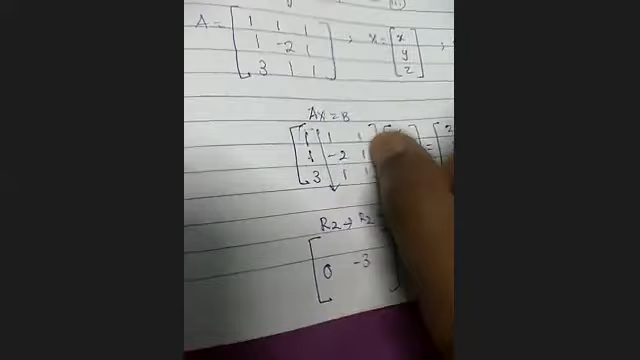 (iii)
A = [ 1 1 1 ; x = [ x ;
1 -2 1 y
3 1 1 ] z ]
AX = B
[ 1 1 1 ] [ = [
1 -2 1
3 1 1
R2 → R2
[
0 -3 ]